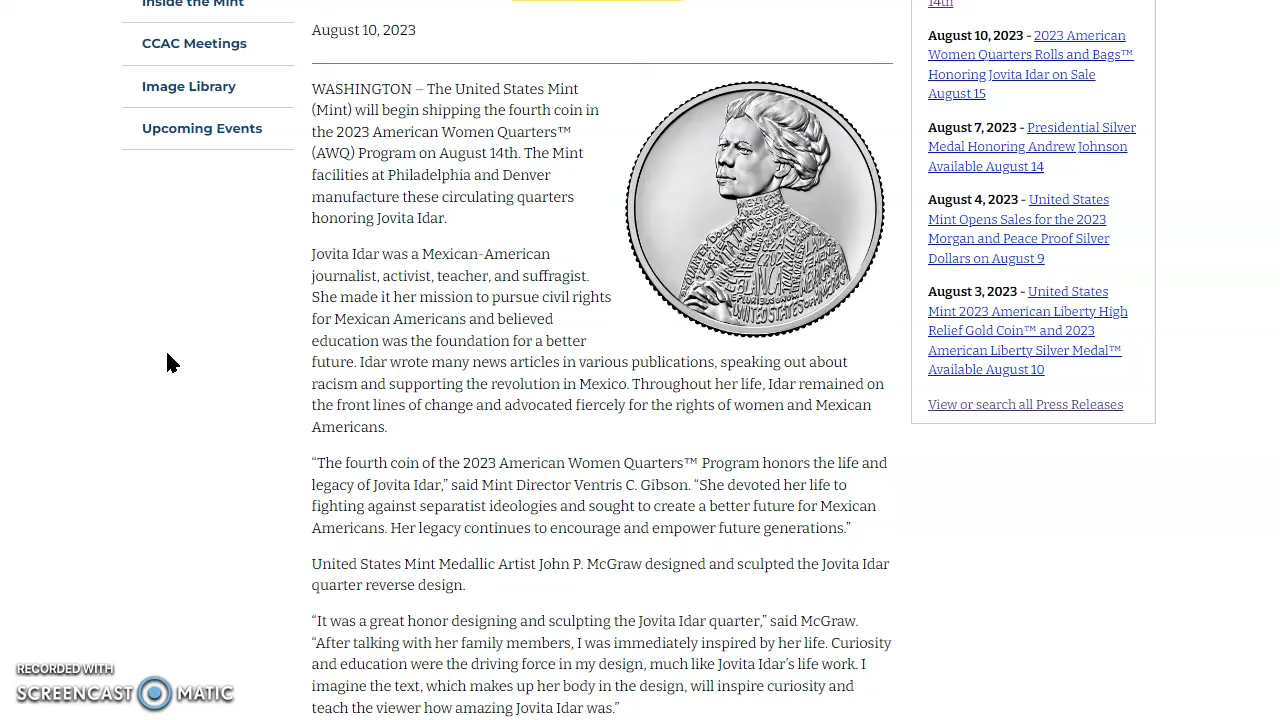 Inside the Mint
CCAC Meetings
Image Library
Upcoming Events
August 10, 2023
WASHINGTON – The United States Mint
(Mint) will begin shipping the fourth coin in
the 2023 American Women Quarters™
(AWQ) Program on August 14th. The Mint
facilities at Philadelphia and Denver
manufacture these circulating quarters
honoring Jovita Idar.
Jovita Idar was a Mexican-American
journalist, activist, teacher, and suffragist.
She made it her mission to pursue civil rights
for Mexican Americans and believed
education was the foundation for a better
future. Idar wrote many news articles in various publications, speaking out about
racism and supporting the revolution in Mexico. Throughout her life, Idar remained on
the front lines of change and advocated fiercely for the rights of women and Mexican
Americans.
“The fourth coin of the 2023 American Women Quarters™ Program honors the life and
legacy of Jovita Idar,” said Mint Director Ventris C. Gibson. “She devoted her life to
fighting against separatist ideologies and sought to create a better future for Mexican
Americans. Her legacy continues to encourage and empower future generations.”
United States Mint Medallic Artist John P. McGraw designed and sculpted the Jovita Idar
quarter reverse design.
“It was a great honor designing and sculpting the Jovita Idar quarter,” said McGraw.
“After talking with her family members, I was immediately inspired by her life. Curiosity
and education were the driving force in my design, much like Jovita Idar’s life work. I
imagine the text, which makes up her body in the design, will inspire curiosity and
teach the viewer how amazing Jovita Idar was.”
E PLURIBUS UNUM
UNITED STATES OF AMERICA
14th
August 10, 2023 - 2023 American
Women Quarters Rolls and Bags™
Honoring Jovita Idar on Sale
August 15
August 7, 2023 - Presidential Silver
Medal Honoring Andrew Johnson
Available August 14
August 4, 2023 - United States
Mint Opens Sales for the 2023
Morgan and Peace Proof Silver
Dollars on August 9
August 3, 2023 - United States
Mint 2023 American Liberty High
Relief Gold Coin™ and 2023
American Liberty Silver Medal™
Available August 10
View or search all Press Releases
RECORDED WITH
SCREENCAST MATIC